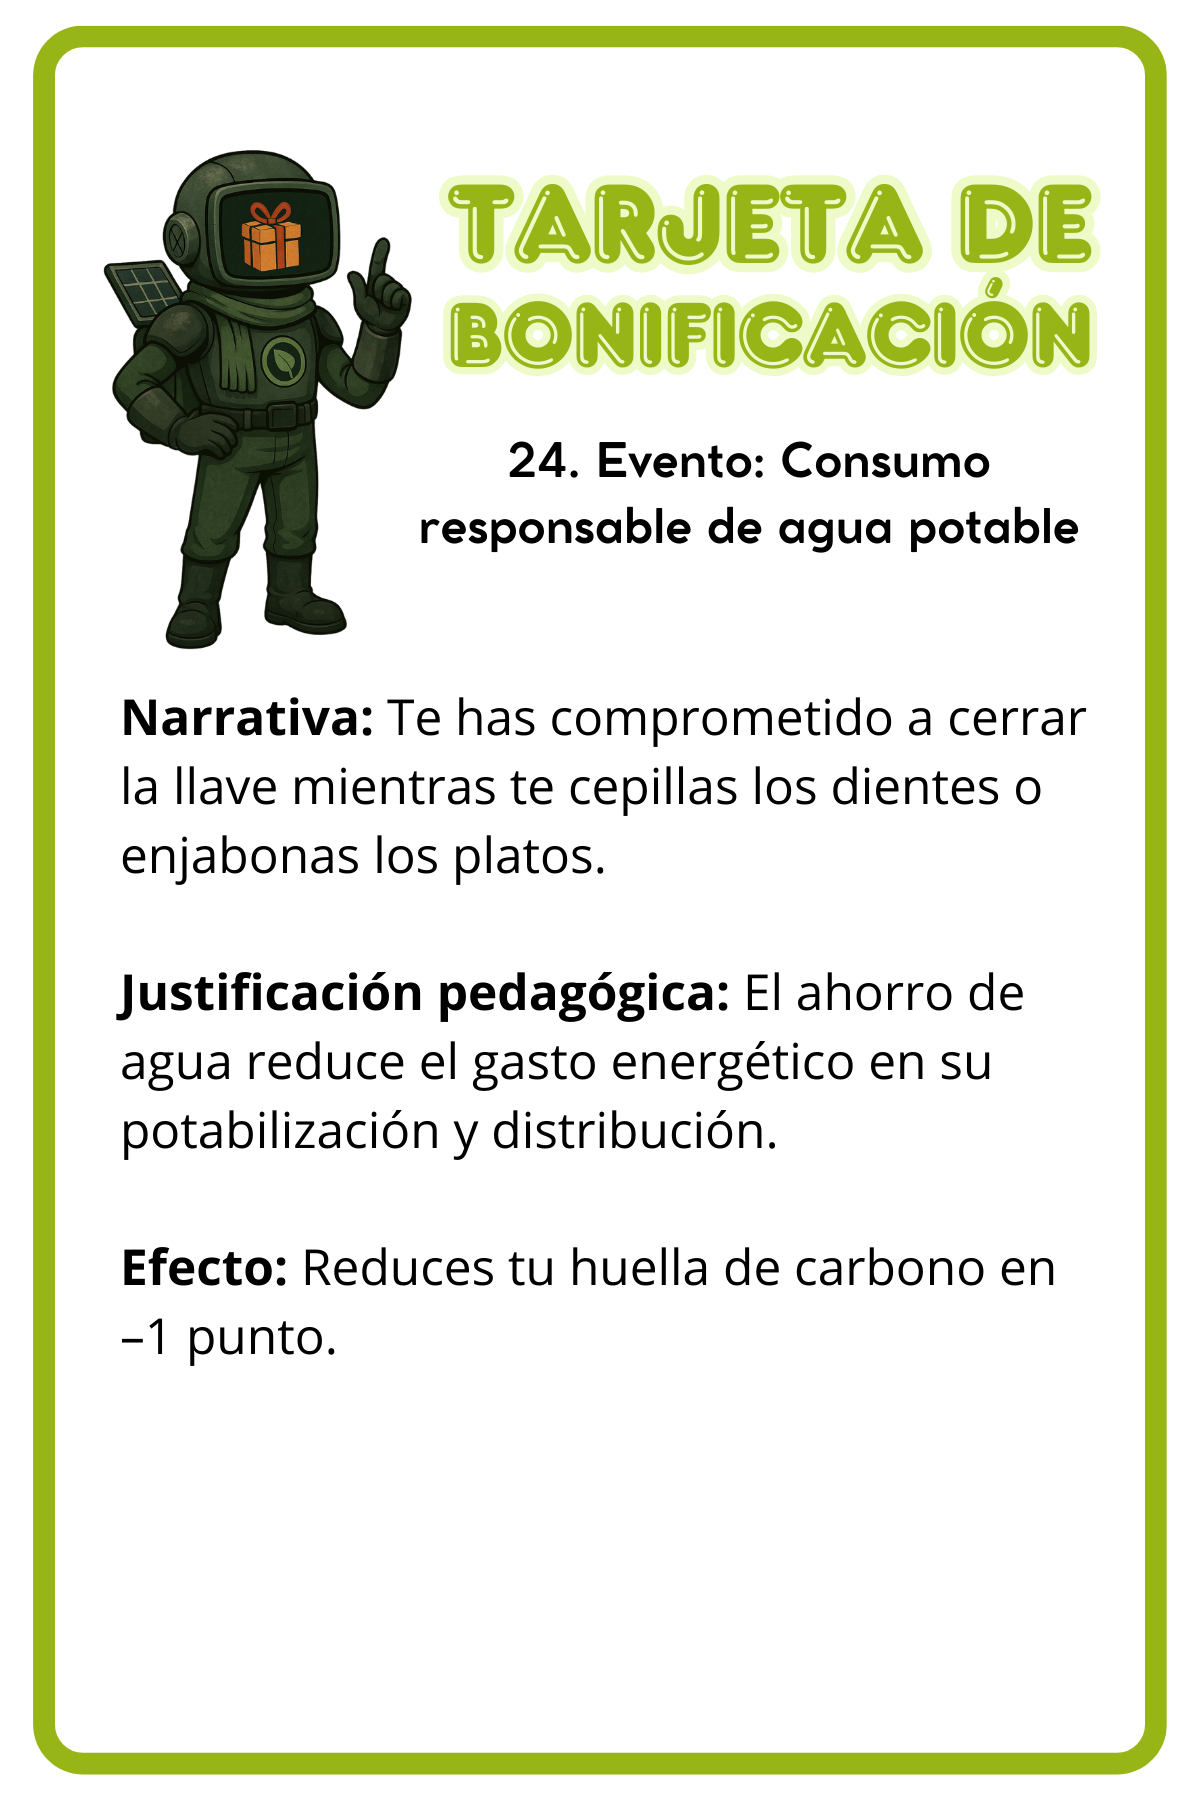 TARJETA DE
BONIFICACIÓN
24. Evento: Consumo
responsable de agua potable
Narrativa: Te has comprometido a cerrar
la llave mientras te cepillas los dientes o
enjabonas los platos.
Justificación pedagógica: El ahorro de
agua reduce el gasto energético en su
potabilización y distribución.
Efecto: Reduces tu huella de carbono en
–1 punto.